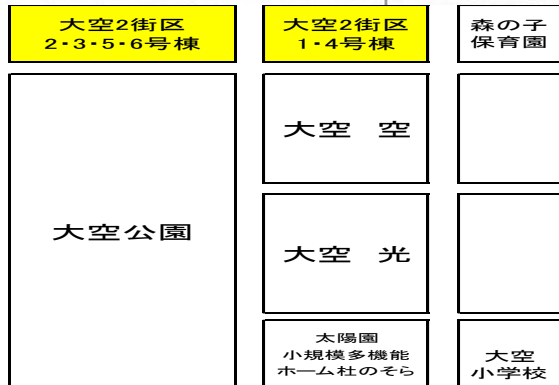 大空2街区
2・3・5・6号棟
大空2街区
1・4号棟
森の子
保育園
大空　空
大空公園
大空　光
太陽園
小規模多機能
ホーム杜のそら
大空
小学校